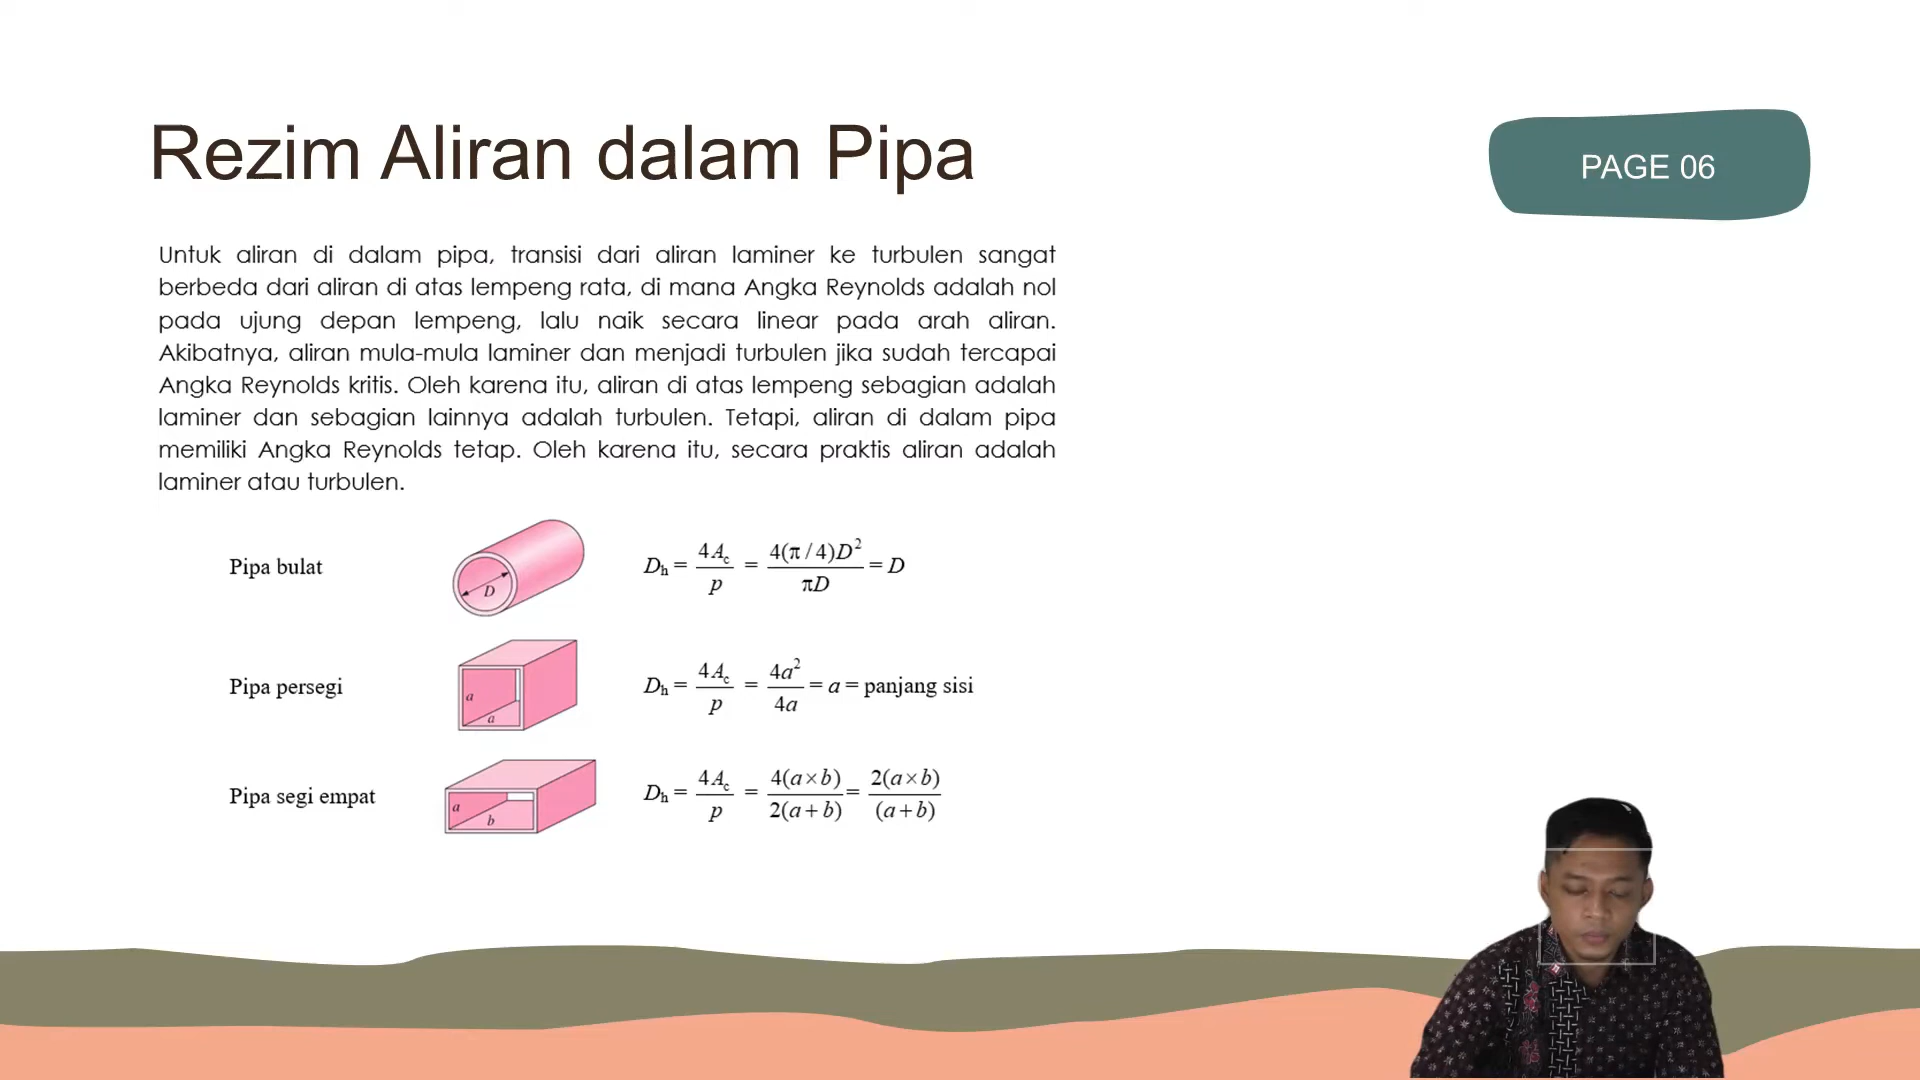 Rezim Aliran dalam Pipa
PAGE 06
Untuk aliran di dalam pipa, transisi dari aliran laminer ke turbulen sangat
berbeda dari aliran di atas lempeng rata, di mana Angka Reynolds adalah nol
pada ujung depan lempeng, lalu naik secara linear pada arah aliran.
Akibatnya, aliran mula-mula laminer dan menjadi turbulen jika sudah tercapai
Angka Reynolds kritis. Oleh karena itu, aliran di atas lempeng sebagian adalah
laminer dan sebagian lainnya adalah turbulen. Tetapi, aliran di dalam pipa
memiliki Angka Reynolds tetap. Oleh karena itu, secara praktis aliran adalah
laminer atau turbulen.
Pipa bulat
D
Dh = 4Ac / p = 4(π / 4)D² / πD = D
Pipa persegi
a
a
Dh = 4Ac / p = 4a² / 4a = a = panjang sisi
Pipa segi empat
a
b
Dh = 4Ac / p = 4(a×b) / 2(a+b) = 2(a×b) / (a+b)